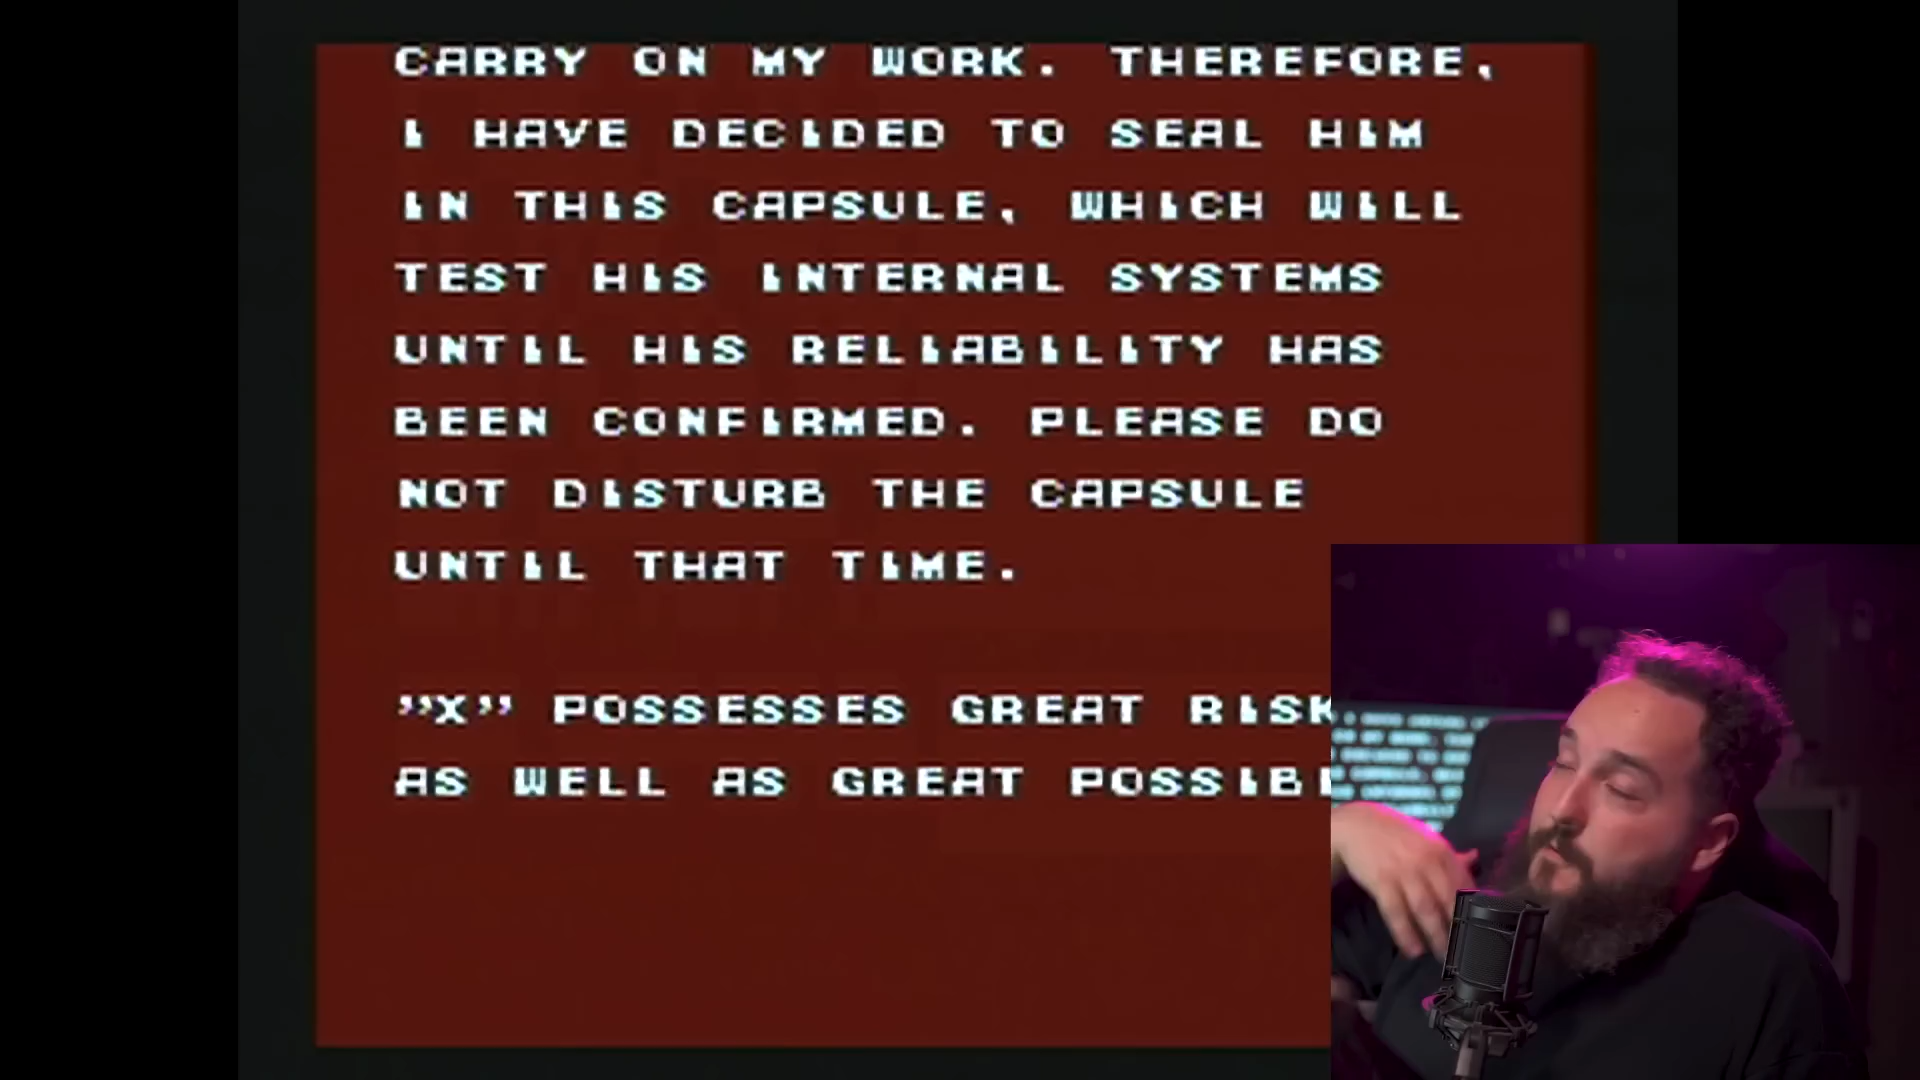 CARRY ON MY WORK. THEREFORE,
I HAVE DECIDED TO SEAL HIM
IN THIS CAPSULE, WHICH WILL
TEST HIS INTERNAL SYSTEMS
UNTIL HIS RELIABILITY HAS
BEEN CONFIRMED. PLEASE DO
NOT DISTURB THE CAPSULE
UNTIL THAT TIME.
"X" POSSESSES GREAT RISK
AS WELL AS GREAT